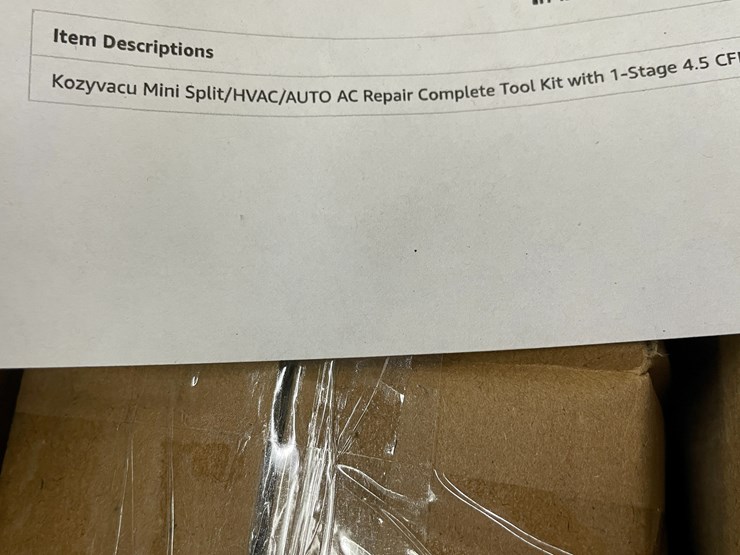 Item Descriptions
Kozyvacu Mini Split/HVAC/AUTO AC Repair Complete Tool Kit with 1-Stage 4.5